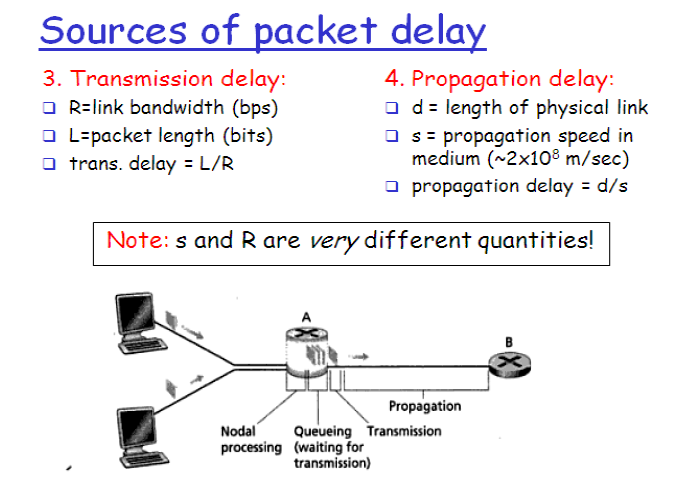 Sources of packet delay
3. Transmission delay:
❑ R=link bandwidth (bps)
❑ L=packet length (bits)
❑ trans. delay = L/R
4. Propagation delay:
❑ d = length of physical link
❑ s = propagation speed in
medium (~2x10⁸ m/sec)
❑ propagation delay = d/s
Note: s and R are very different quantities!
A
B
Propagation
Nodal
processing
Queueing
(waiting for
transmission)
Transmission